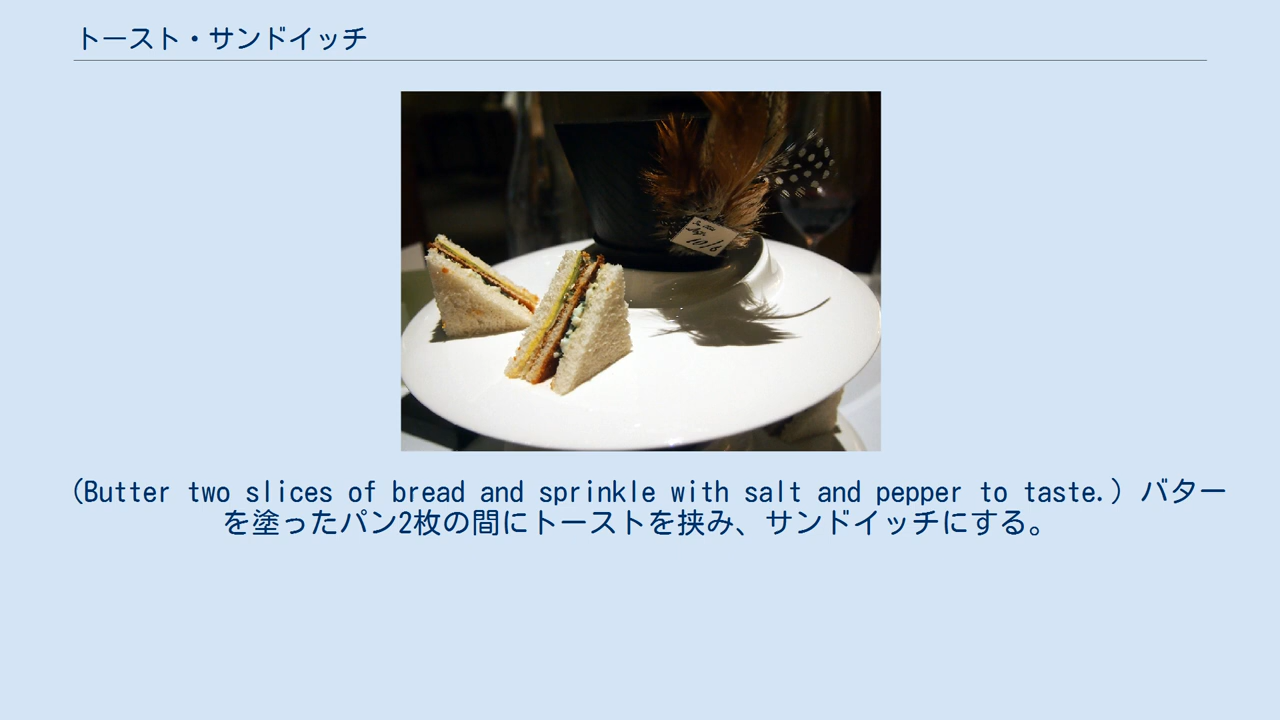 トースト・サンドイッチ
10/6
(Butter two slices of bread and sprinkle with salt and pepper to taste.) バター
を塗ったパン2枚の間にトーストを挟み、サンドイッチにする。